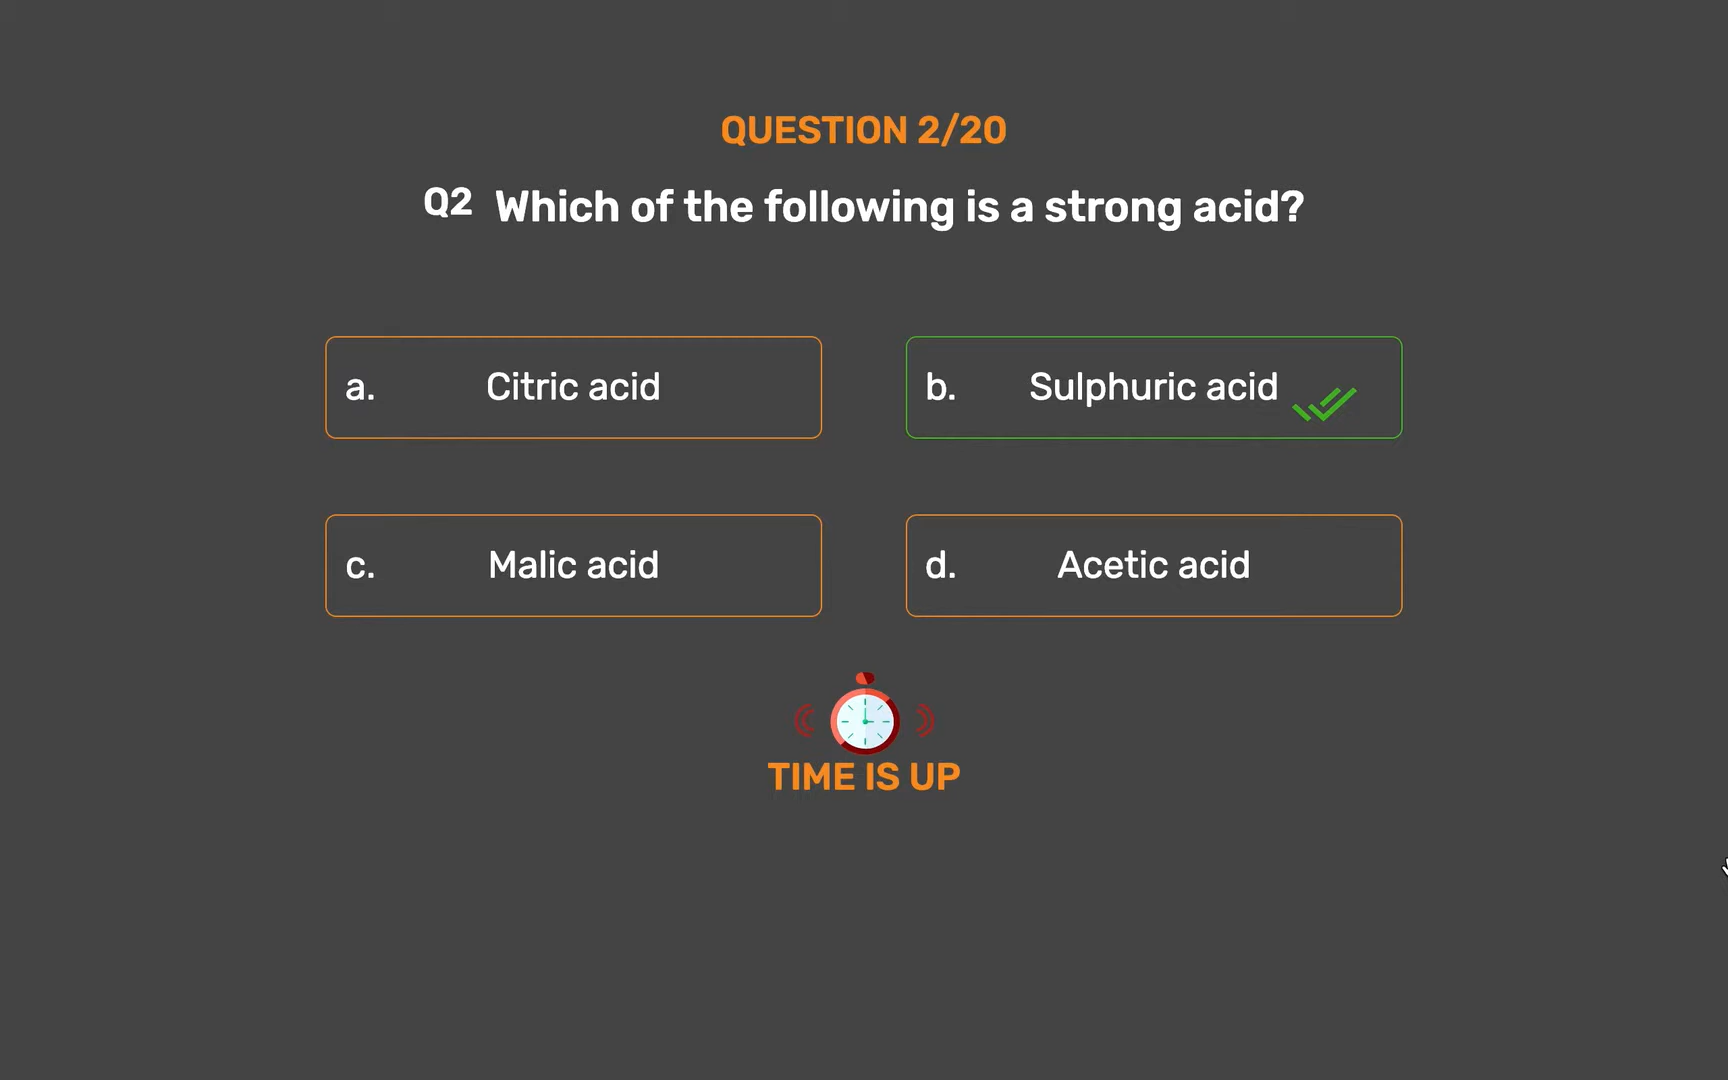 QUESTION 2/20
Q2 Which of the following is a strong acid?
a. Citric acid
b. Sulphuric acid
c. Malic acid
d. Acetic acid
TIME IS UP